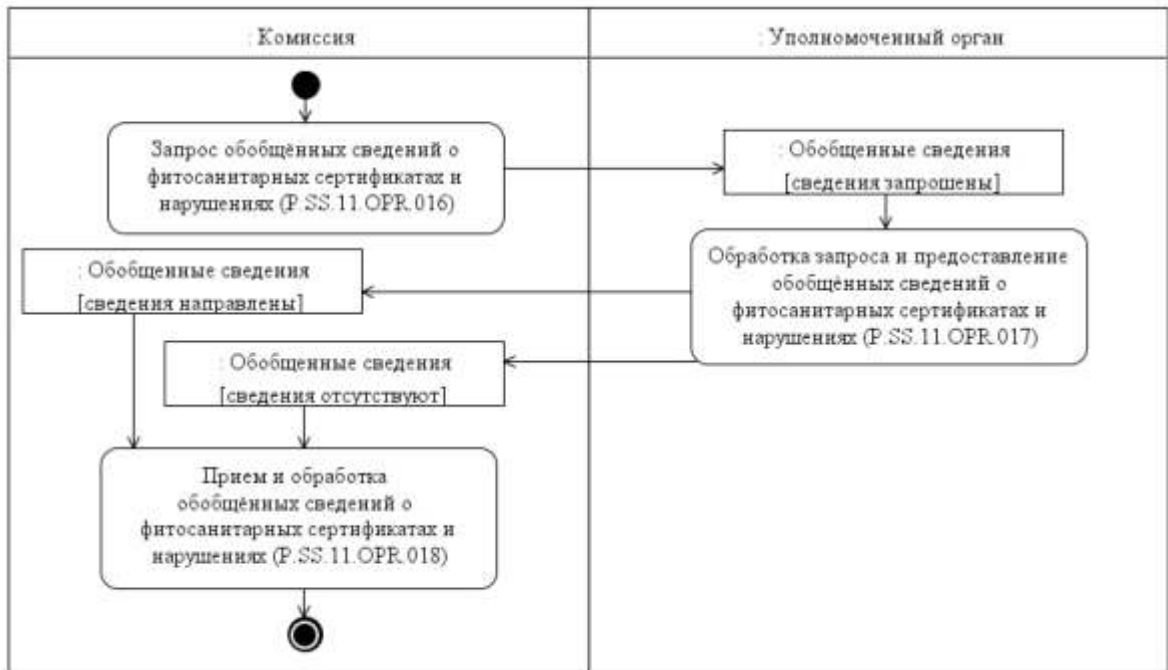 : Комиссия
: Уполномоченный орган
Запрос обобщённых сведений о
фитосанитарных сертификатах и
нарушениях (P.SS.11.OPR.016)
: Обобщенные сведения
[сведения запрошены]
Обработка запроса и предоставление
обобщённых сведений о
фитосанитарных сертификатах и
нарушениях (P.SS.11.OPR.017)
: Обобщенные сведения
[сведения направлены]
: Обобщенные сведения
[сведения отсутствуют]
Прием и обработка
обобщённых сведений о
фитосанитарных сертификатах и
нарушениях (P.SS.11.OPR.018)